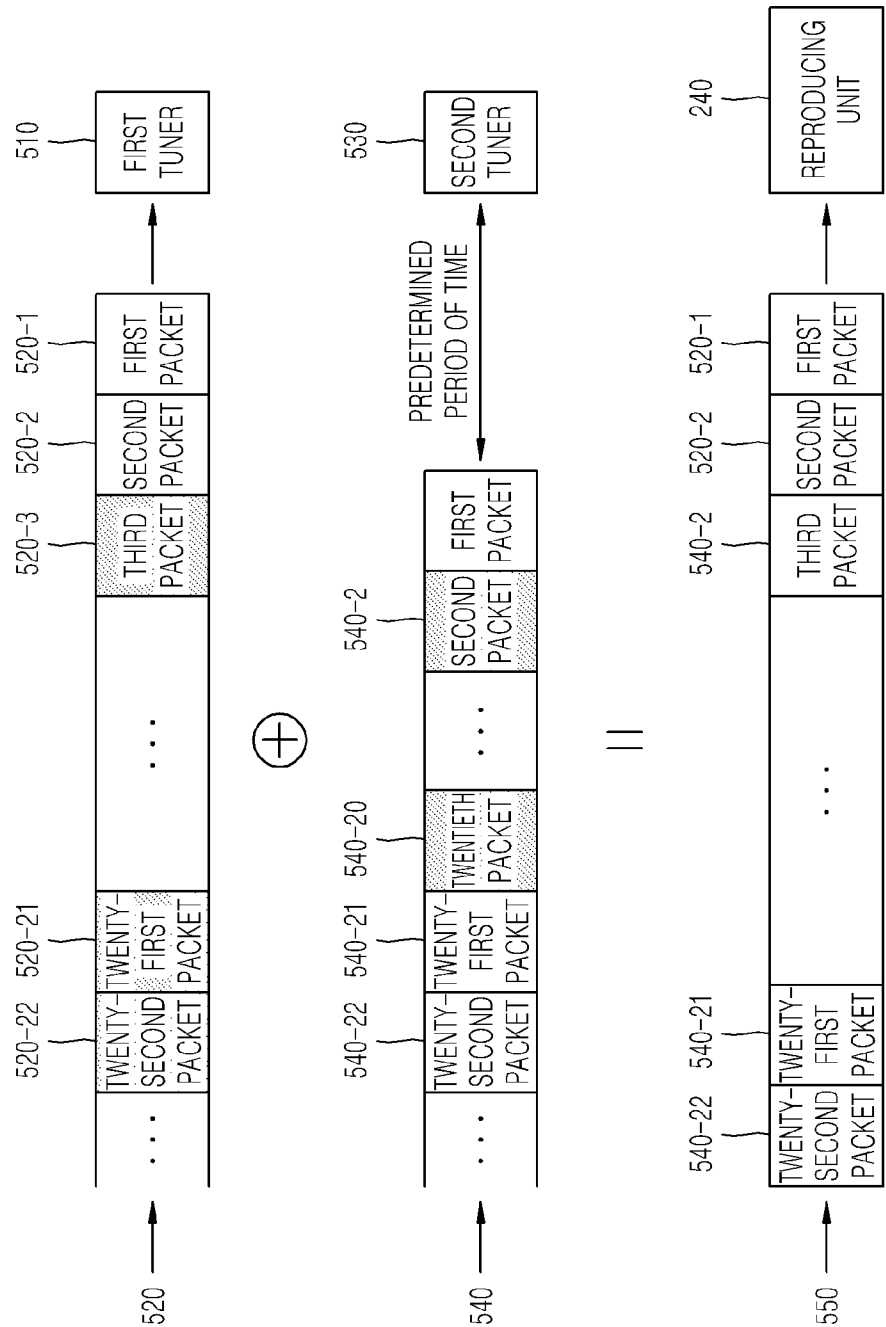 520-22
520-21
520-3
520-2
520-1
510
520
. . .
TWENTY-
SECOND
PACKET
TWENTY-
FIRST
PACKET
. . .
THIRD
PACKET
SECOND
PACKET
FIRST
PACKET
FIRST
TUNER
+
540-22
540-21
540-20
540-2
530
540
. . .
TWENTY-
SECOND
PACKET
TWENTY-
FIRST
PACKET
TWENTIETH
PACKET
. . .
SECOND
PACKET
FIRST
PACKET
PREDETERMINED
PERIOD OF TIME
SECOND
TUNER
=
540-22
540-21
540-2
520-2
520-1
240
550
TWENTY-
SECOND
PACKET
TWENTY-
FIRST
PACKET
. . .
THIRD
PACKET
SECOND
PACKET
FIRST
PACKET
REPRODUCING
UNIT